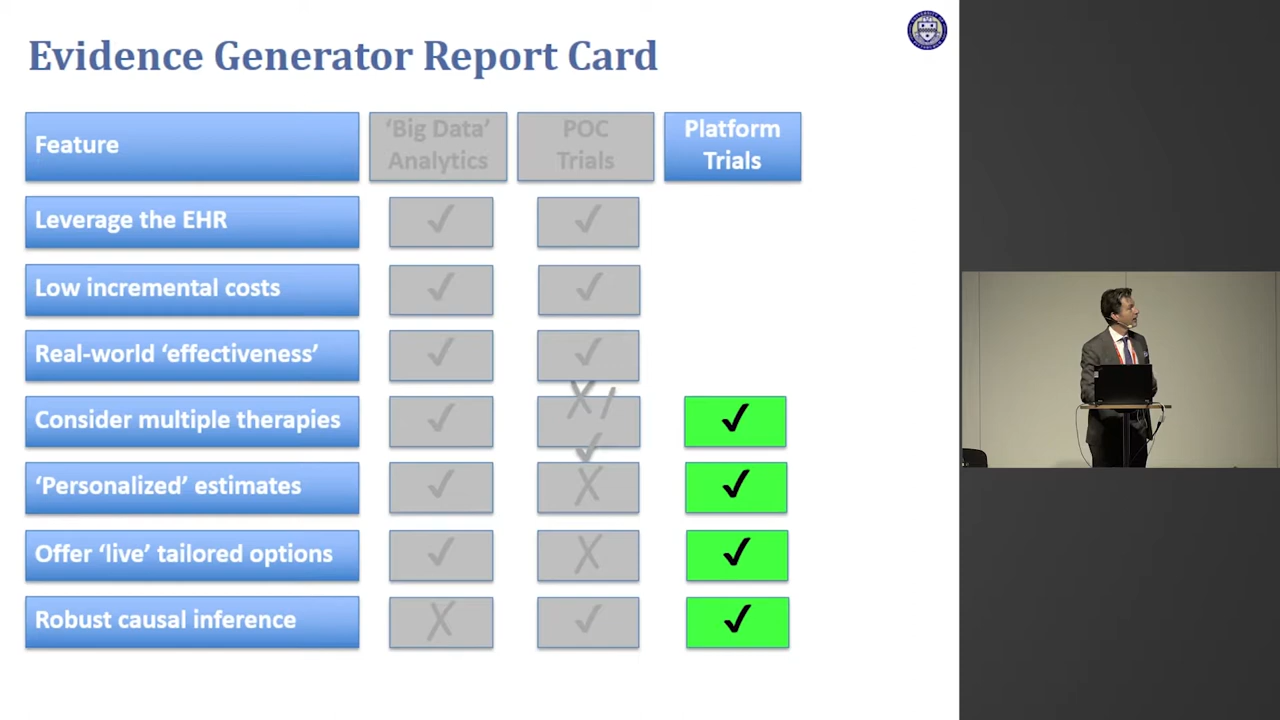 Evidence Generator Report Card
Feature
'Big Data'
Analytics
POC
Trials
Platform
Trials
Leverage the EHR
✓ ✓
Low incremental costs
✓ ✓
Real-world 'effectiveness'
✓ ✓
Consider multiple therapies
✓ X/
✓
✓
'Personalized' estimates
✓ X ✓
Offer 'live' tailored options
✓ X ✓
Robust causal inference
X ✓ ✓